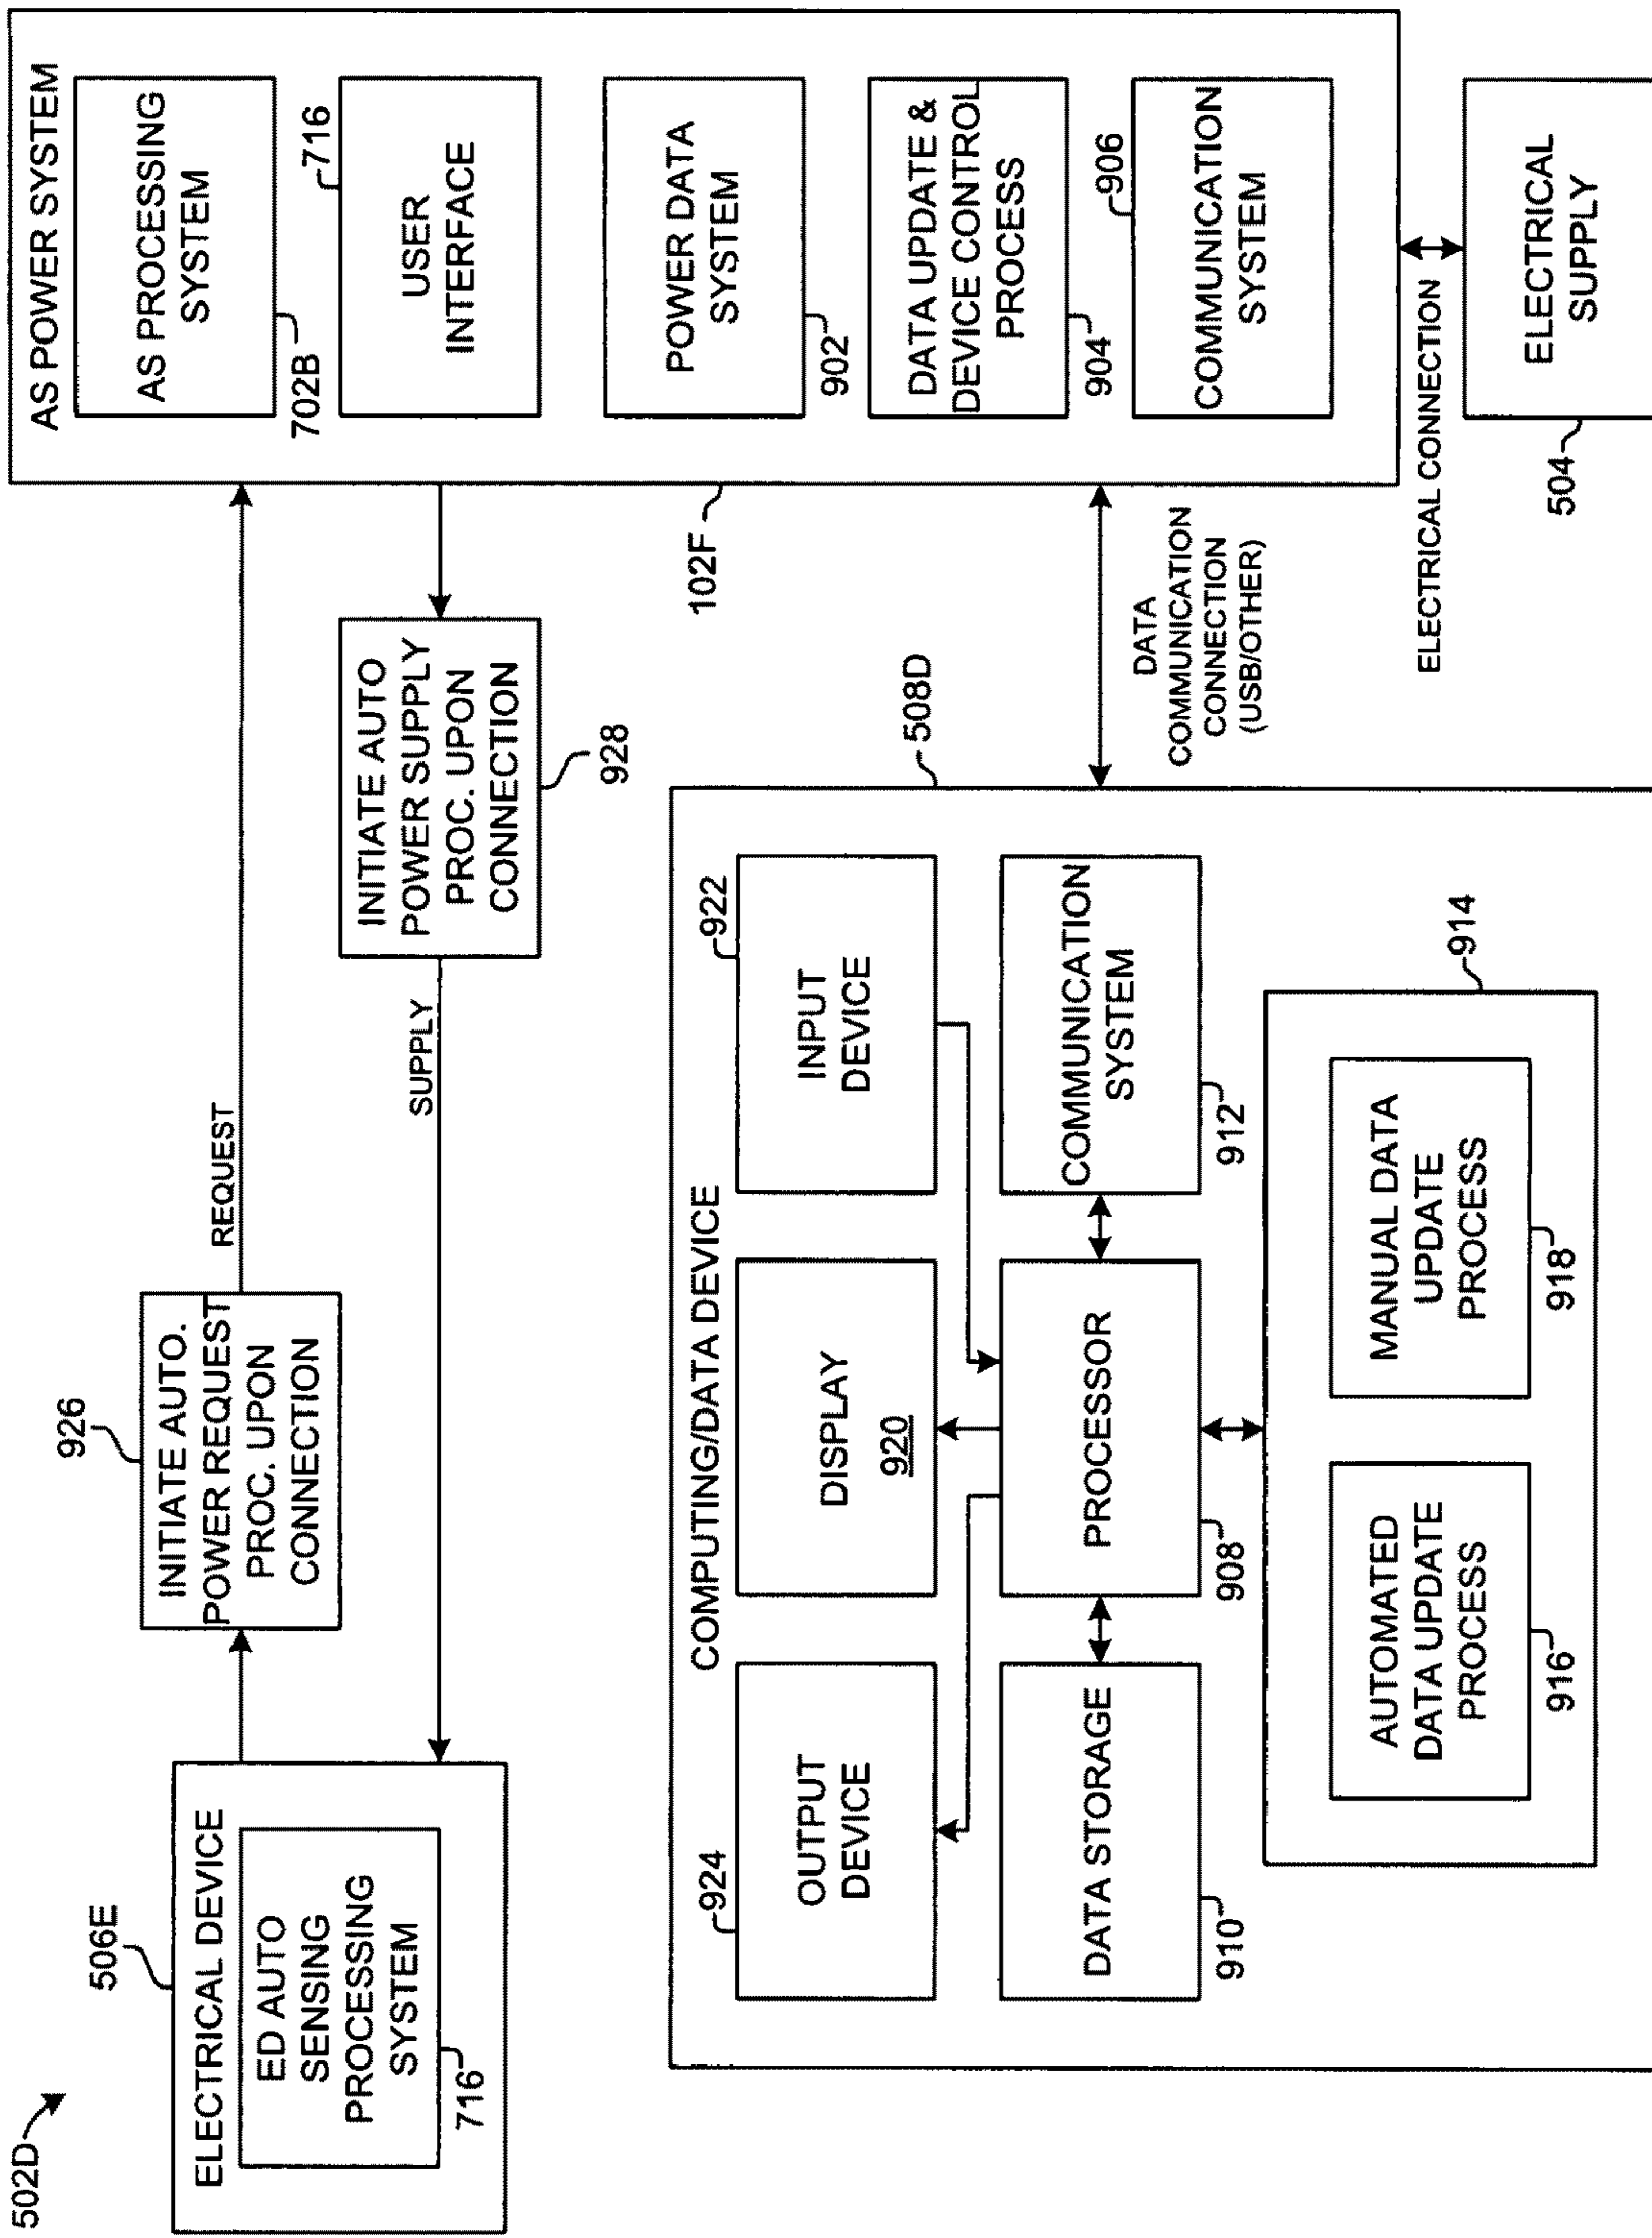 502D
506E
ELECTRICAL DEVICE
ED AUTO
SENSING
PROCESSING
SYSTEM
716
926
INITIATE AUTO.
POWER REQUEST
PROC. UPON
CONNECTION
REQUEST
INITIATE AUTO
POWER SUPPLY
PROC. UPON
CONNECTION
928
SUPPLY
AS POWER SYSTEM
AS PROCESSING
SYSTEM
702B
716
USER
INTERFACE
POWER DATA
SYSTEM
902
DATA UPDATE &
DEVICE CONTROL
PROCESS
904
906
COMMUNICATION
SYSTEM
102F
DATA
COMMUNICATION
CONNECTION
(USB/OTHER)
ELECTRICAL CONNECTION
ELECTRICAL
SUPPLY
504
508D
COMPUTING/DATA DEVICE
924
OUTPUT
DEVICE
DISPLAY
920
922
INPUT
DEVICE
DATA STORAGE
910
PROCESSOR
908
COMMUNICATION
SYSTEM
912
914
AUTOMATED
DATA UPDATE
PROCESS
916
MANUAL DATA
UPDATE
PROCESS
918